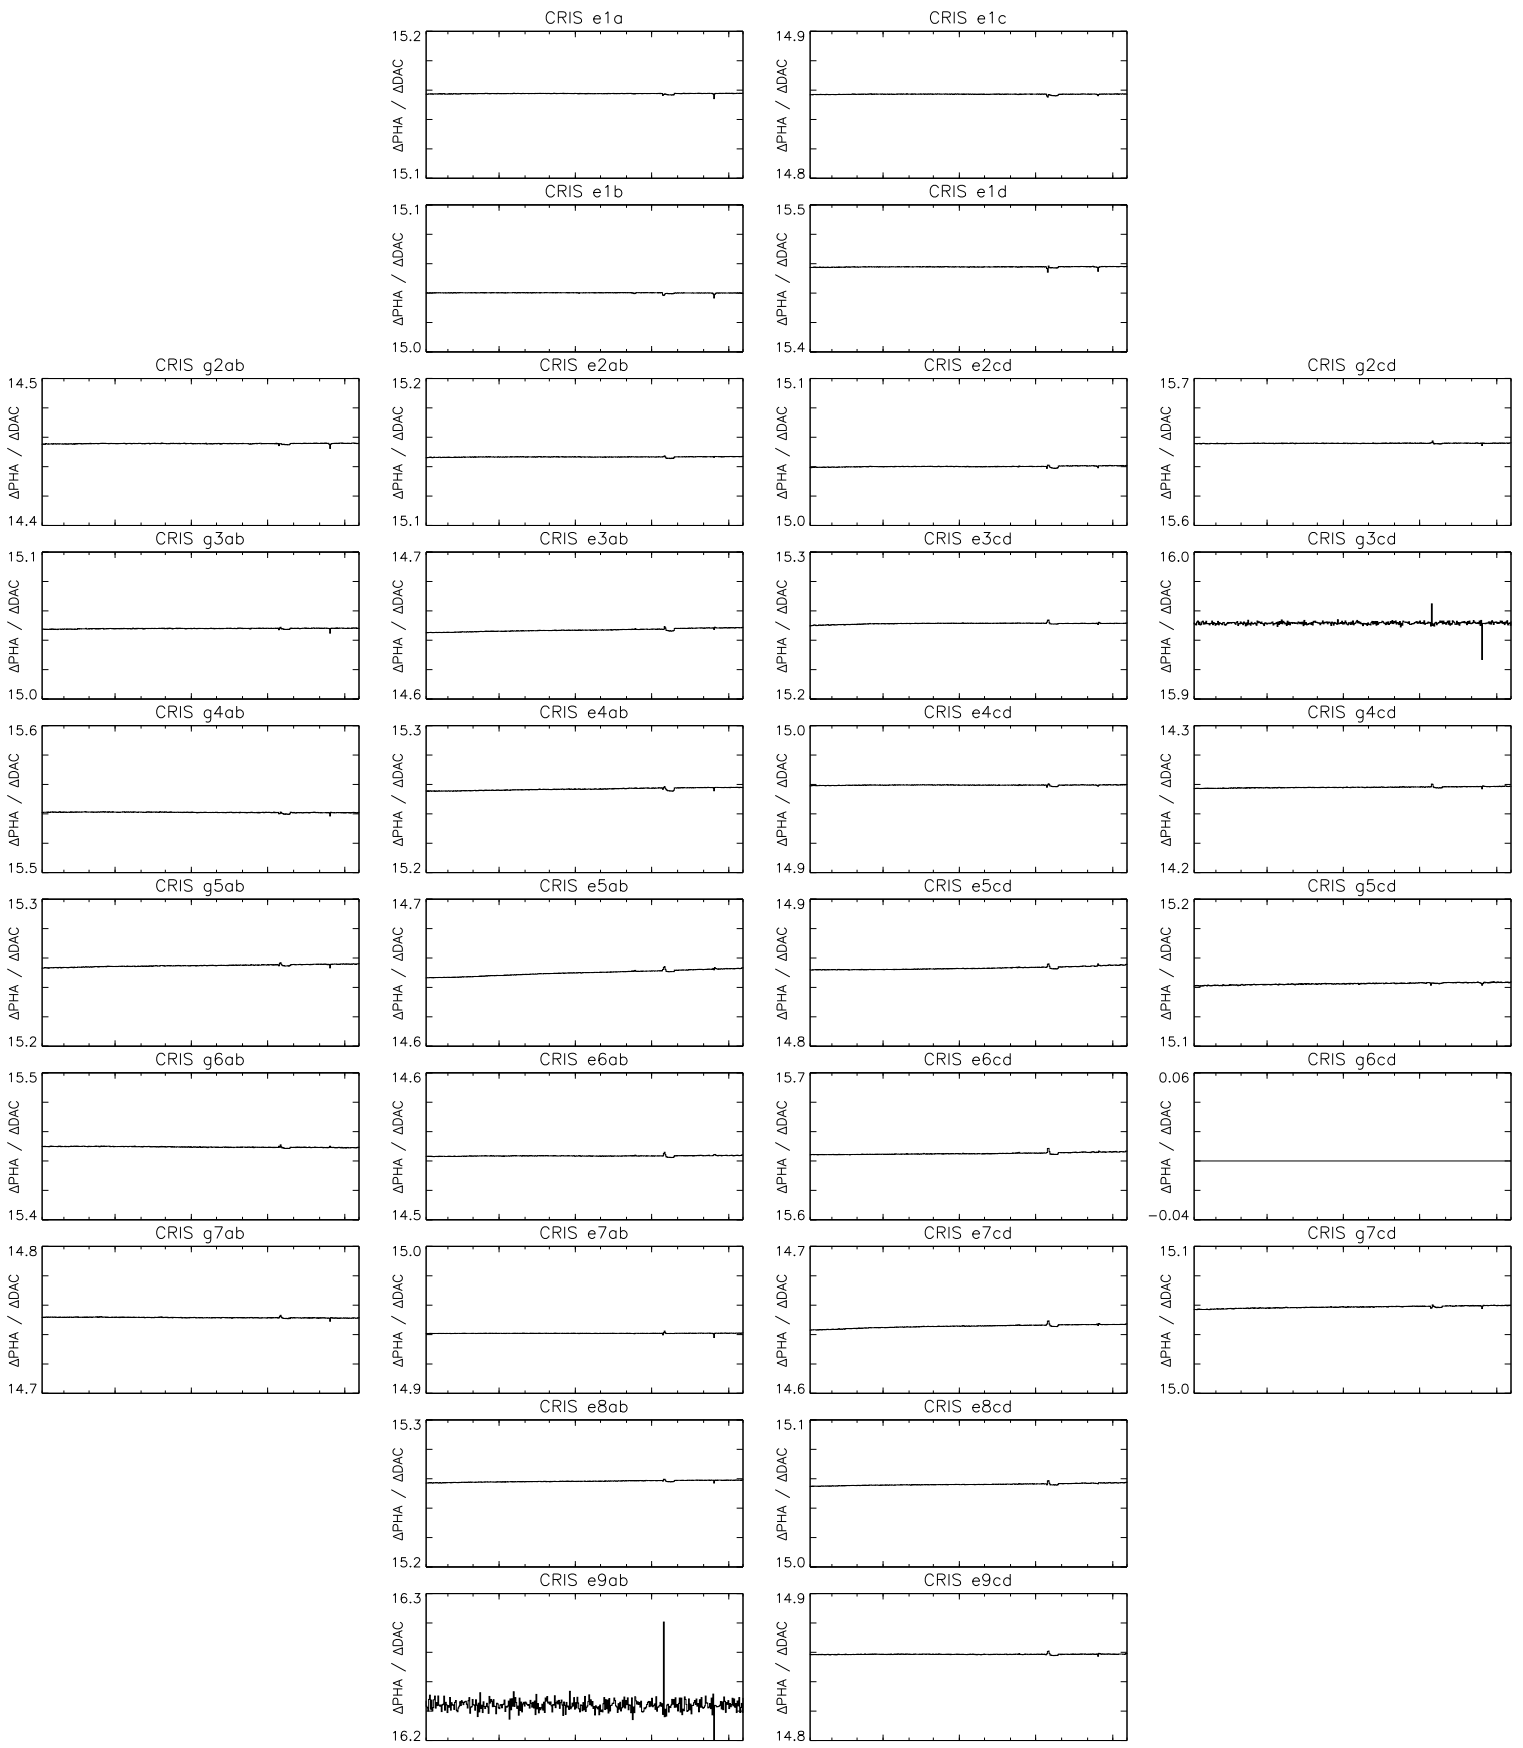 CRIS e1a
15.2
ΔPHA / ΔDAC
15.1
CRIS e1c
14.9
ΔPHA / ΔDAC
14.8
CRIS e1b
15.1
ΔPHA / ΔDAC
15.0
CRIS e1d
15.5
ΔPHA / ΔDAC
15.4
CRIS g2ab
14.5
ΔPHA / ΔDAC
14.4
CRIS e2ab
15.2
ΔPHA / ΔDAC
15.1
CRIS e2cd
15.1
ΔPHA / ΔDAC
15.0
CRIS g2cd
15.7
ΔPHA / ΔDAC
15.6
CRIS g3ab
15.1
ΔPHA / ΔDAC
15.0
CRIS e3ab
14.7
ΔPHA / ΔDAC
14.6
CRIS e3cd
15.3
ΔPHA / ΔDAC
15.2
CRIS g3cd
16.0
ΔPHA / ΔDAC
15.9
CRIS g4ab
15.6
ΔPHA / ΔDAC
15.5
CRIS e4ab
15.3
ΔPHA / ΔDAC
15.2
CRIS e4cd
15.0
ΔPHA / ΔDAC
14.9
CRIS g4cd
14.3
ΔPHA / ΔDAC
14.2
CRIS g5ab
15.3
ΔPHA / ΔDAC
15.2
CRIS e5ab
14.7
ΔPHA / ΔDAC
14.6
CRIS e5cd
14.9
ΔPHA / ΔDAC
14.8
CRIS g5cd
15.2
ΔPHA / ΔDAC
15.1
CRIS g6ab
15.5
ΔPHA / ΔDAC
15.4
CRIS e6ab
14.6
ΔPHA / ΔDAC
14.5
CRIS e6cd
15.7
ΔPHA / ΔDAC
15.6
CRIS g6cd
0.06
ΔPHA / ΔDAC
−0.04
CRIS g7ab
14.8
ΔPHA / ΔDAC
14.7
CRIS e7ab
15.0
ΔPHA / ΔDAC
14.9
CRIS e7cd
14.7
ΔPHA / ΔDAC
14.6
CRIS g7cd
15.1
ΔPHA / ΔDAC
15.0
CRIS e8ab
15.3
ΔPHA / ΔDAC
15.2
CRIS e8cd
15.1
ΔPHA / ΔDAC
15.0
CRIS e9ab
16.3
ΔPHA / ΔDAC
16.2
CRIS e9cd
14.9
ΔPHA / ΔDAC
14.8